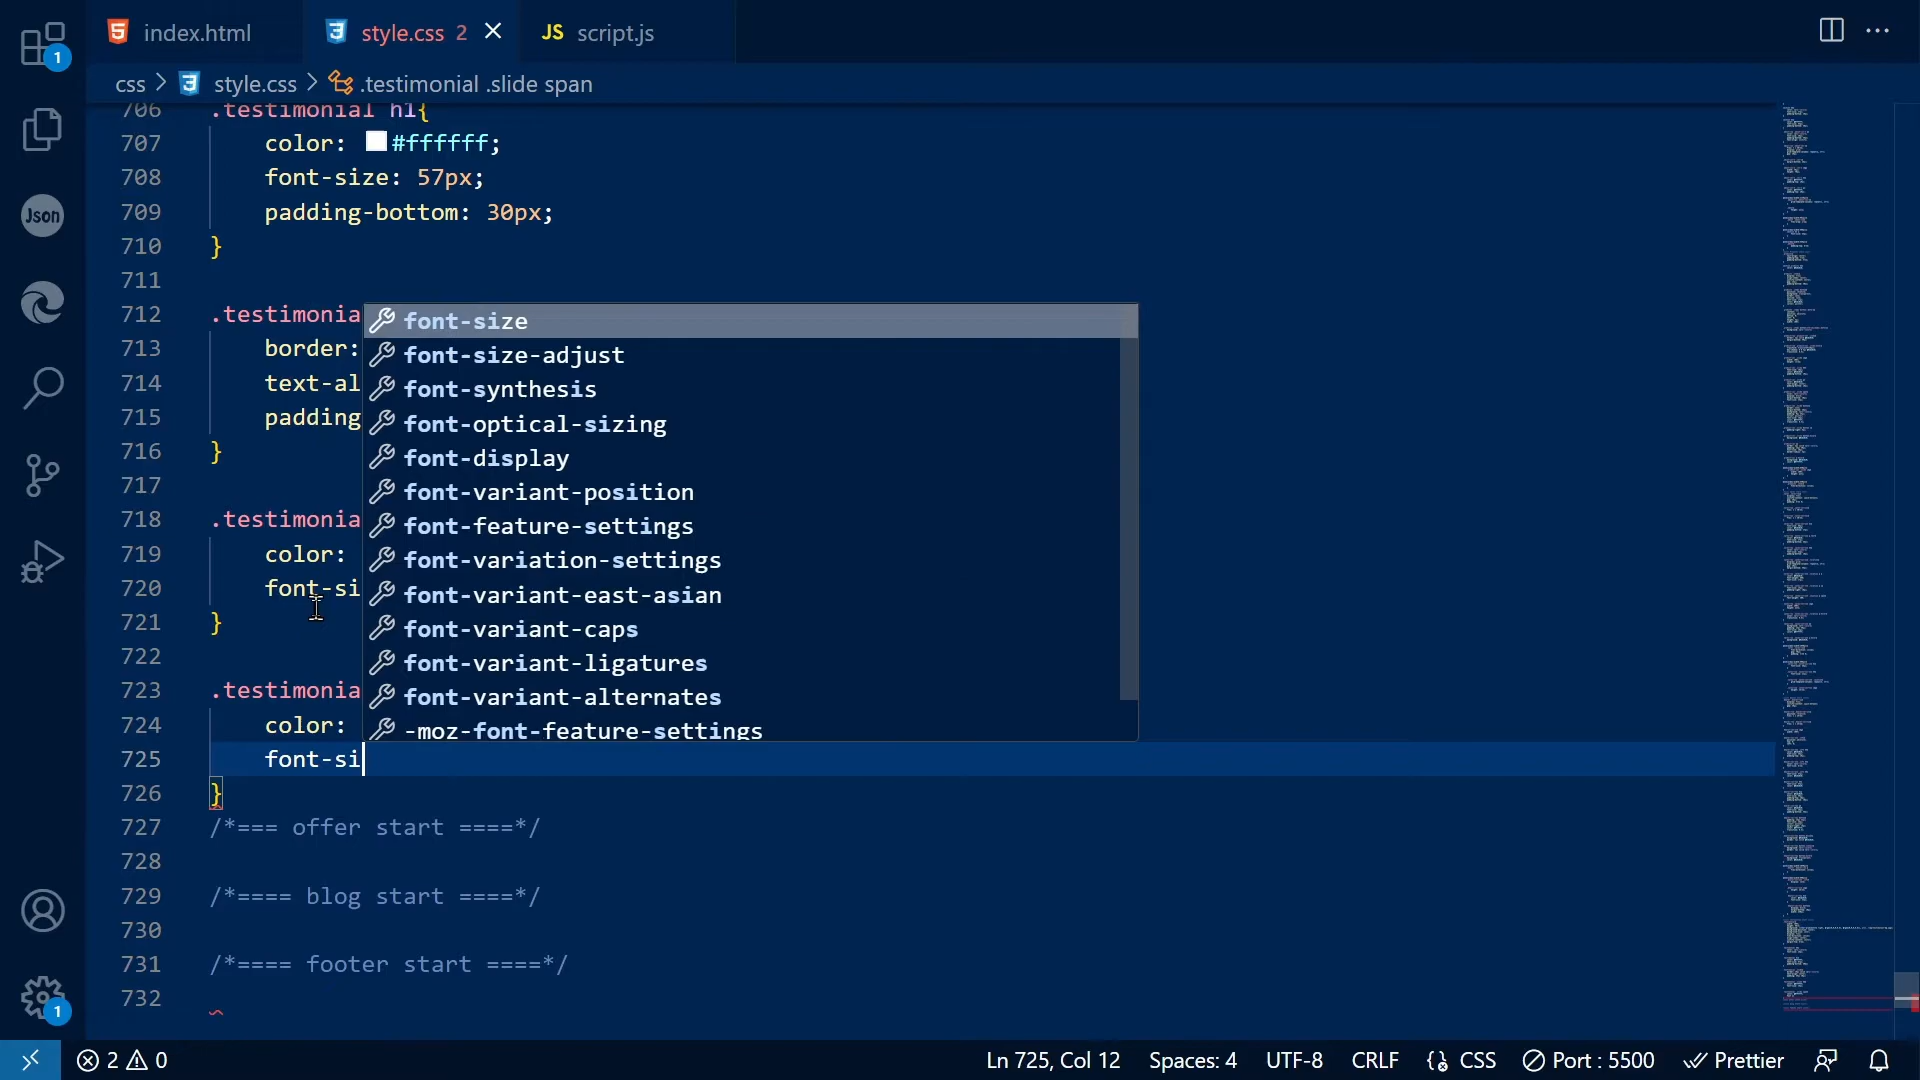 index.html
style.css 2
JS script.js
css > style.css > .testimonial .slide span
706 .testimonial h1{
707 color: #ffffff;
708 font-size: 57px;
709 padding-bottom: 30px;
710 }
711
712 .testimonia
713 border:
714 text-al
715 padding
716 }
717
718 .testimonia
719 color:
720 font-si
721 }
722
723 .testimonia
724 color:
725 font-si
726 }
727 /*=== offer start ====*/
728
729 /*==== blog start ====*/
730
731 /*==== footer start ====*/
732
font-size
font-size-adjust
font-synthesis
font-optical-sizing
font-display
font-variant-position
font-feature-settings
font-variation-settings
font-variant-east-asian
font-variant-caps
font-variant-ligatures
font-variant-alternates
-moz-font-feature-settings
1
Json
1
2 0
Ln 725, Col 12
Spaces: 4
UTF-8
CRLF
{} CSS
Port : 5500
Prettier